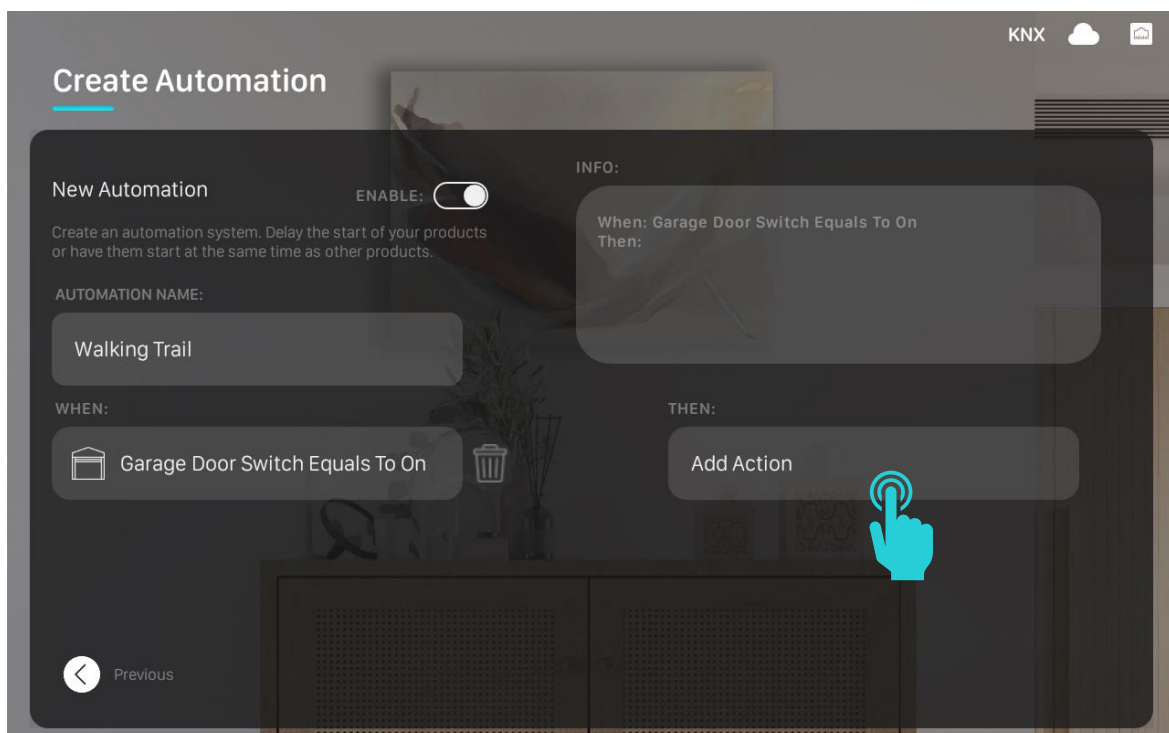 KNX
Create Automation
New Automation
ENABLE:
Create an automation system. Delay the start of your products
or have them start at the same time as other products.
AUTOMATION NAME:
Walking Trail
WHEN:
Garage Door Switch Equals To On
INFO:
When: Garage Door Switch Equals To On
Then:
THEN:
Add Action
Previous